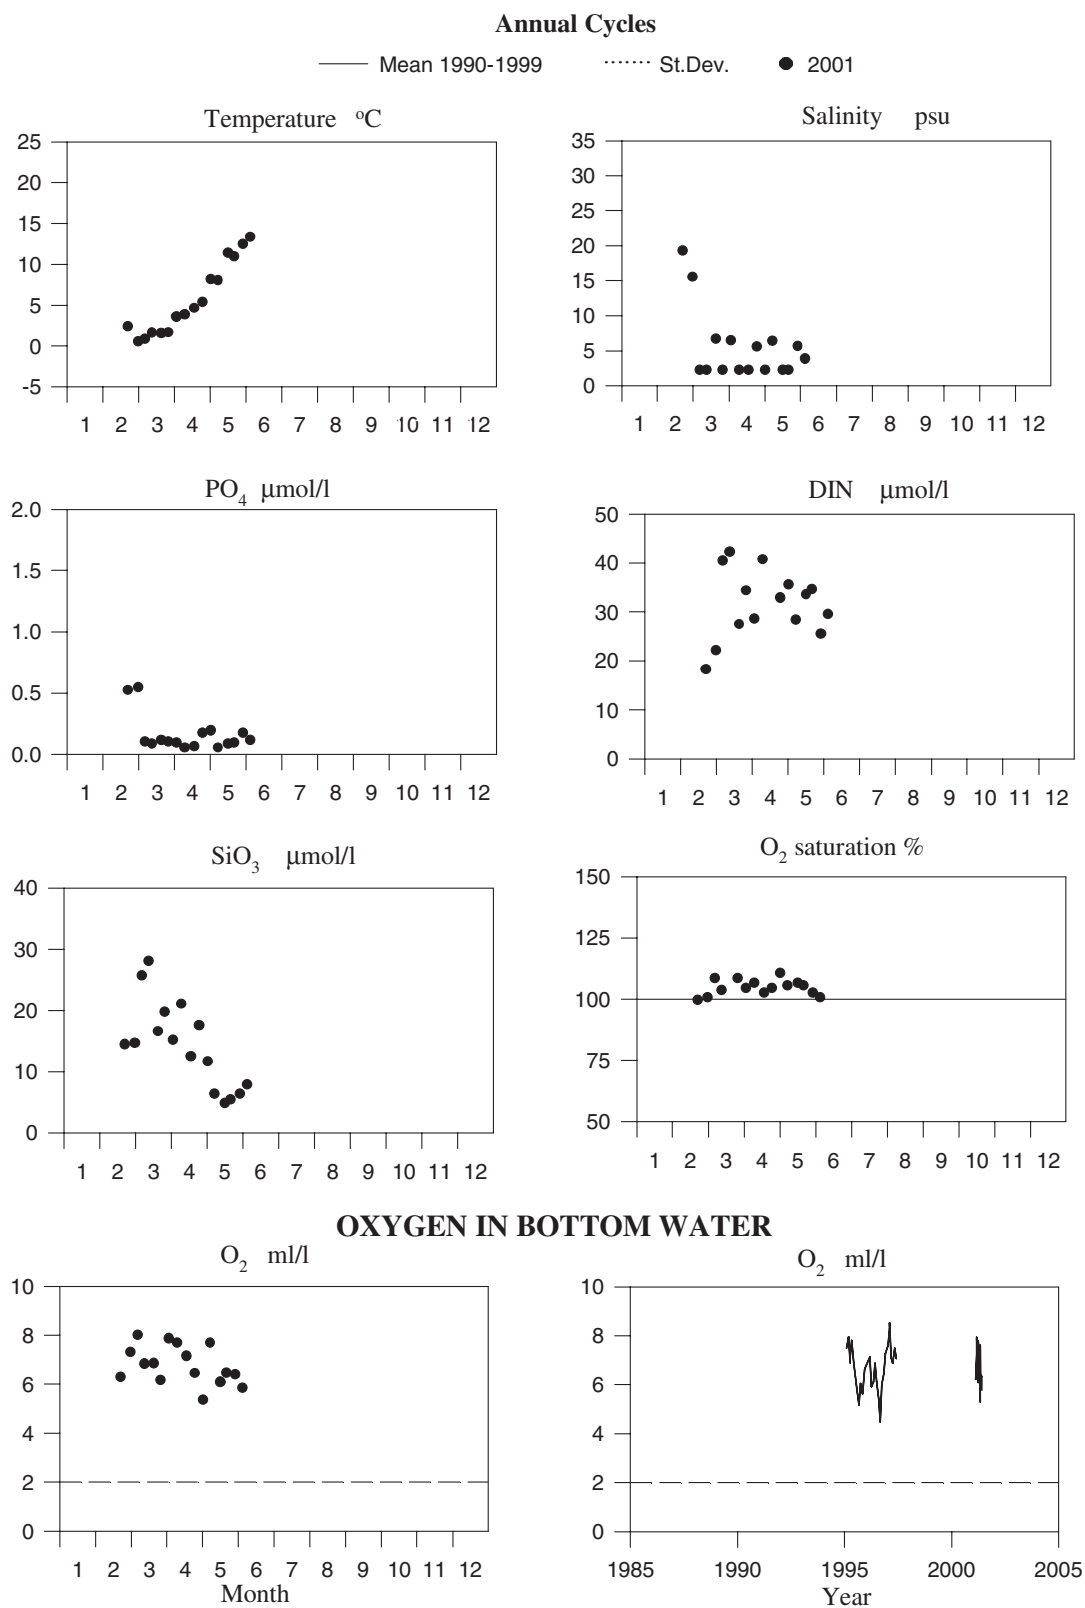 Annual Cycles
Mean 1990-1999 St.Dev. 2001
Temperature °C
25
20
15
10
5
0
-5
1 2 3 4 5 6 7 8 9 10 11 12
Salinity psu
35
30
25
20
15
10
5
0
1 2 3 4 5 6 7 8 9 10 11 12
PO4 µmol/l
2.0
1.5
1.0
0.5
0.0
1 2 3 4 5 6 7 8 9 10 11 12
DIN µmol/l
50
40
30
20
10
0
1 2 3 4 5 6 7 8 9 10 11 12
SiO3 µmol/l
40
30
20
10
0
1 2 3 4 5 6 7 8 9 10 11 12
O2 saturation %
150
125
100
75
50
1 2 3 4 5 6 7 8 9 10 11 12
OXYGEN IN BOTTOM WATER
O2 ml/l
10
8
6
4
2
0
1 2 3 4 5 6 7 8 9 10 11 12
Month
O2 ml/l
10
8
6
4
2
0
1985 1990 1995 2000 2005
Year